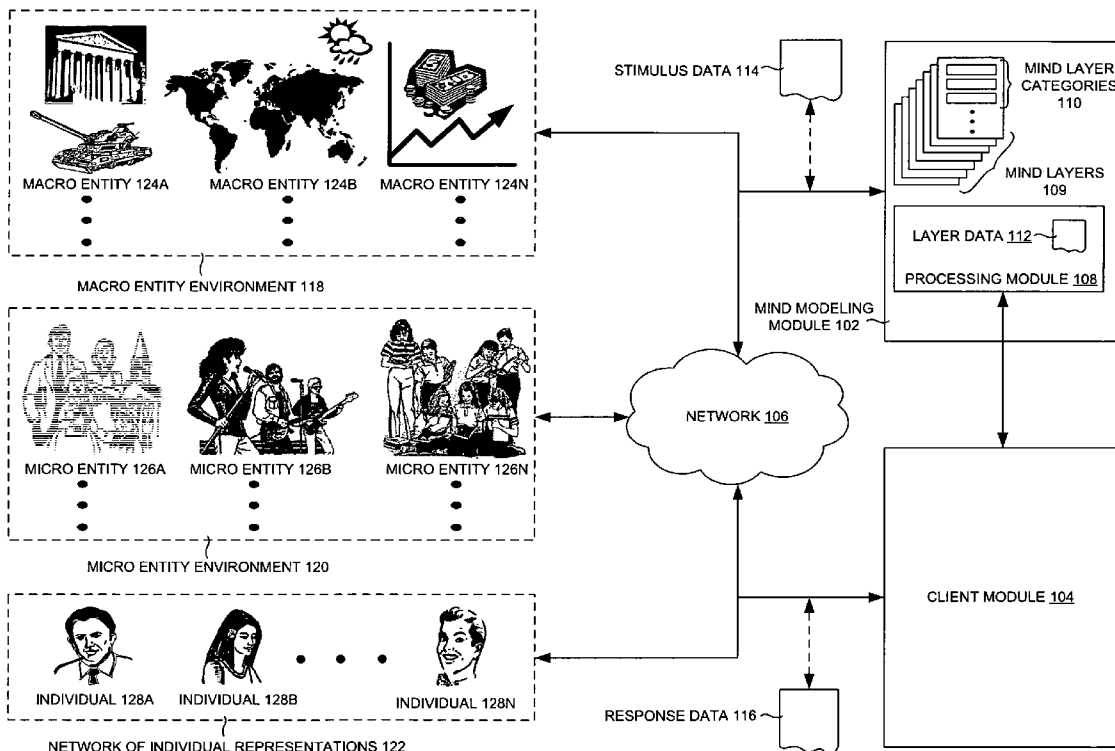 MACRO ENTITY 124A
MACRO ENTITY 124B
MACRO ENTITY 124N
MACRO ENTITY ENVIRONMENT 118
MICRO ENTITY 126A
MICRO ENTITY 126B
MICRO ENTITY 126N
MICRO ENTITY ENVIRONMENT 120
INDIVIDUAL 128A
INDIVIDUAL 128B
INDIVIDUAL 128N
NETWORK OF INDIVIDUAL REPRESENTATIONS 122
STIMULUS DATA 114
MIND LAYER
CATEGORIES
110
MIND LAYERS
109
LAYER DATA 112
PROCESSING MODULE 108
MIND MODELING
MODULE 102
NETWORK 106
CLIENT MODULE 104
RESPONSE DATA 116